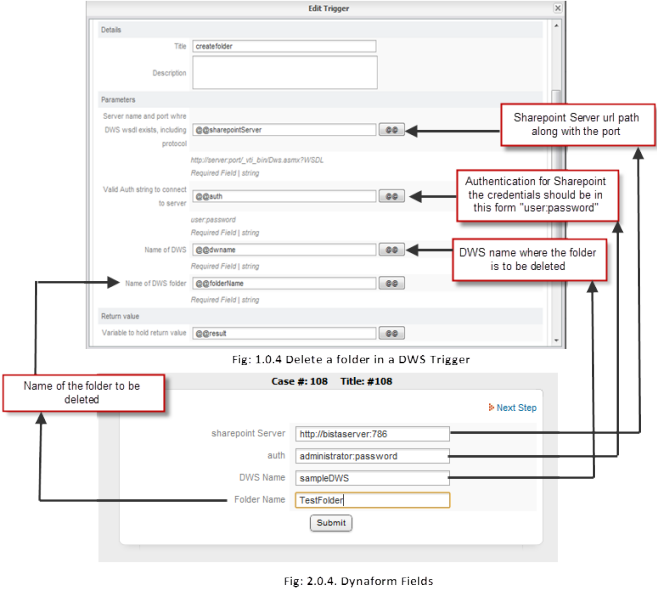 Edit Trigger
Details
Title createfolder
Description
Parameters
Server name and port whre
DWS wsdl exists, including @@sharepointServer @@
protocol
http://server:port/_vti_bin/Dws.asmx?WSDL
Required Field | string
Valid Auth string to connect
to server @@auth @@
user:password
Required Field | string
Name of DWS @@dwname @@
Required Field | string
Name of DWS folder @@folderName @@
Required Field | string
Return value
Variable to hold return value @@result @@
Sharepoint Server url path
along with the port
Authentication for Sharepoint
the credentials should be in
this form "user:password"
DWS name where the folder
is to be deleted
Fig: 1.0.4 Delete a folder in a DWS Trigger
Name of the folder to be
deleted
Case #: 108 Title: #108
Next Step
sharepoint Server http://bistaserver:786
auth administrator:password
DWS Name sampleDWS
Folder Name TestFolder
Submit
Fig: 2.0.4. Dynaform Fields